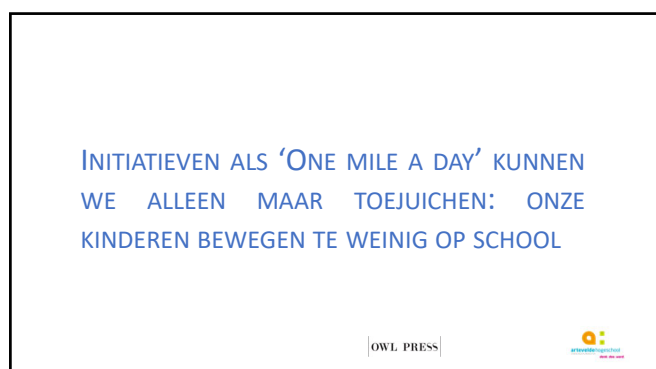 INITIATIEVEN ALS ‘ONE MILE A DAY’ KUNNEN
WE ALLEEN MAAR TOEJUICHEN: ONZE
KINDEREN BEWEGEN TE WEINIG OP SCHOOL
OWL PRESS
a:
arteveldehogeschool